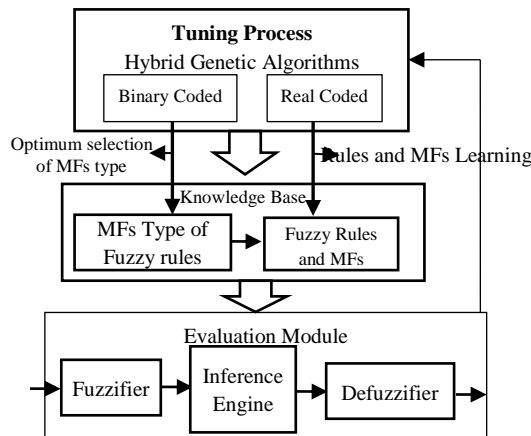 Tuning Process
Hybrid Genetic Algorithms
Binary Coded
Real Coded
Optimum selection
of MFs type
Rules and MFs Learning
Knowledge Base
MFs Type of
Fuzzy rules
Fuzzy Rules
and MFs
Evaluation Module
Fuzzifier
Inference
Engine
Defuzzifier